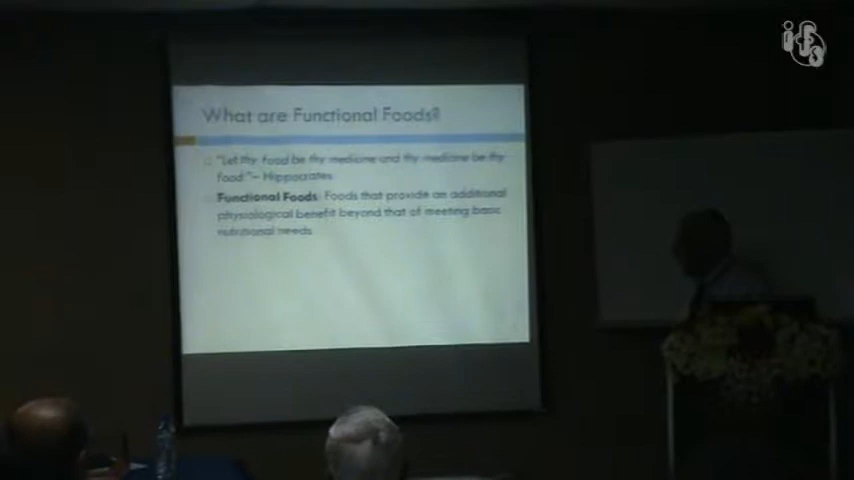 What are Functional Foods?
"Let thy food be thy medicine and thy medicine be thy
food."– Hippocrates
Functional Foods: Foods that provide an additional
physiological benefit beyond that of meeting basic
nutritional needs